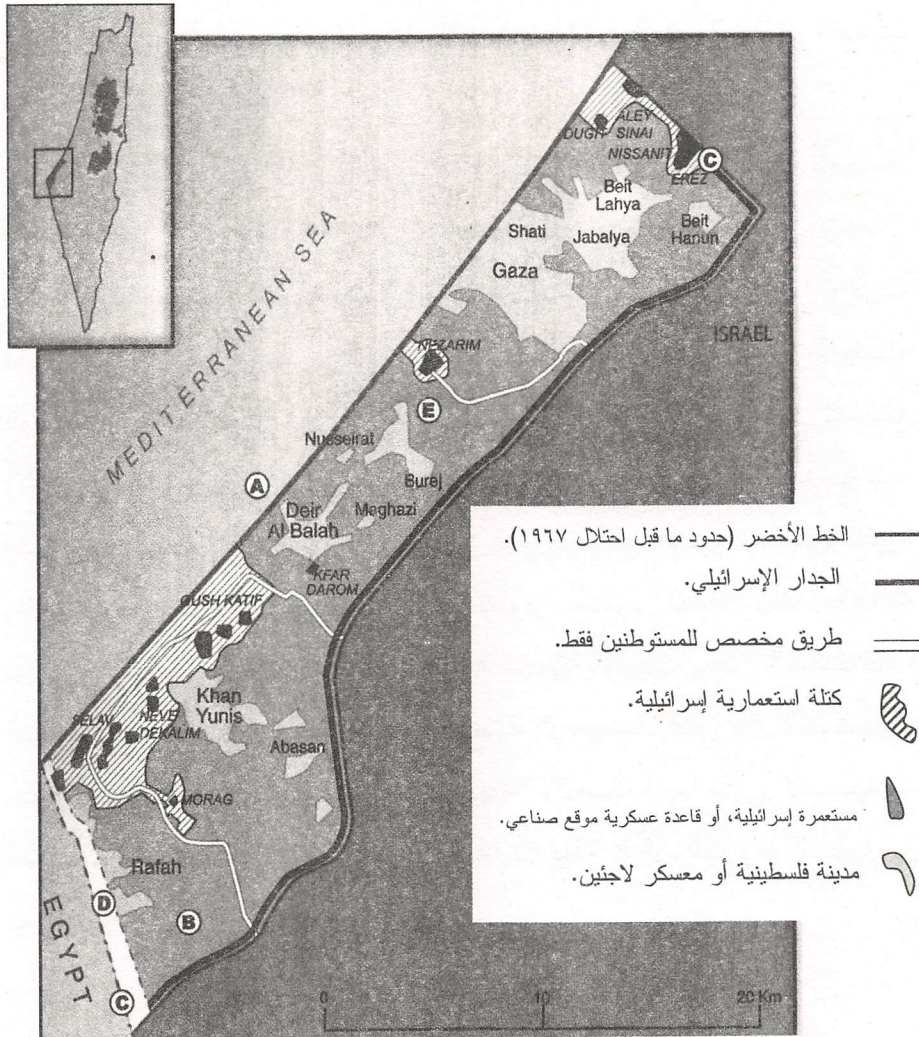 ALEY
SINAI
DUGIT
NISSANIT
C
EREZ
Beit
Lahya
Beit
Hanun
Shati
Jabalya
Gaza
MEDITERRANEAN SEA
ISRAEL
NEZARIM
E
Nusseirat
A
Burej
Deir
Al Balah
Meghazi
KFAR
DAROM
GUSH KATIF
Khan
Yunis
NEVE
DEKALIM
SELAV
Abasan
MORAG
Rafah
D
B
EGYPT
C
0 10 20 Km
الخط الأخضر (حدود ما قبل احتلال ١٩٦٧).
الجدار الإسرائيلي.
طريق مخصص للمستوطنين فقط.
كتلة استعمارية إسرائيلية.
مستعمرة إسرائيلية، أو قاعدة عسكرية موقع صناعي.
مدينة فلسطينية أو معسكر لاجئين.